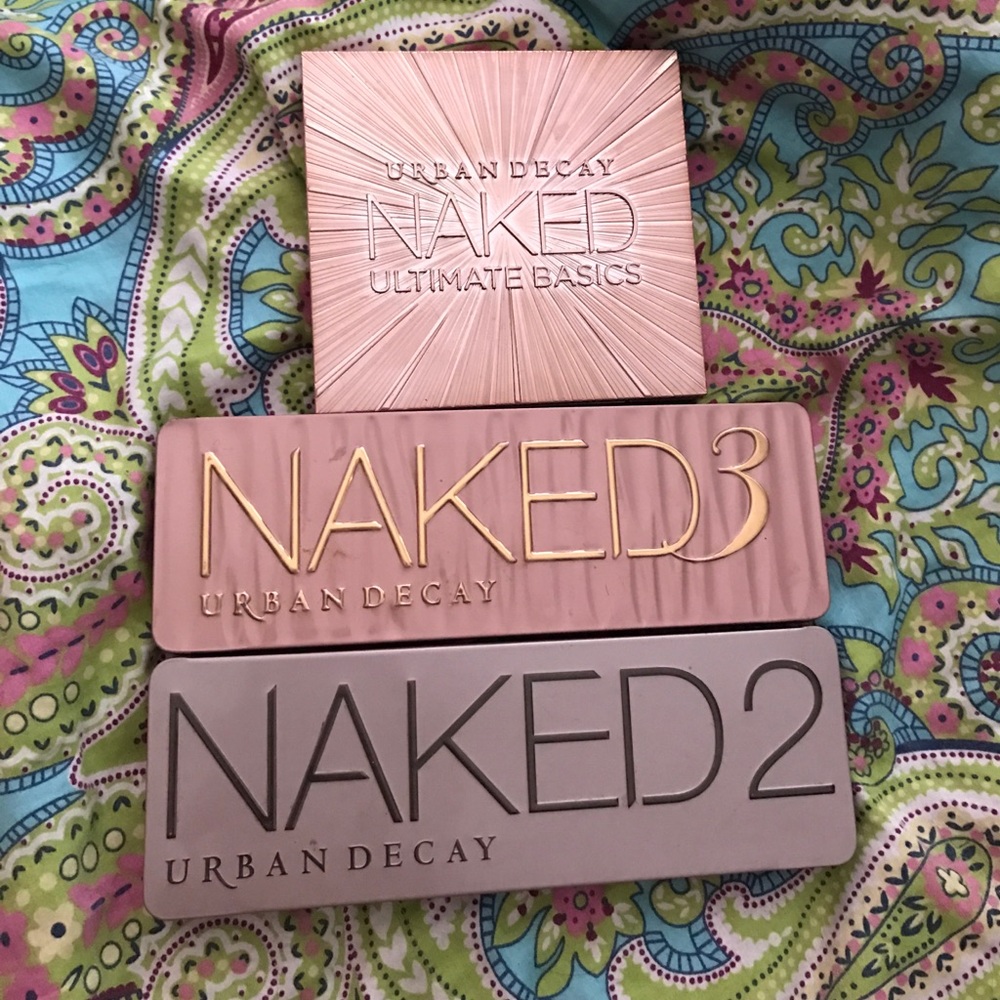 URBAN DECAY
NAKED
ULTIMATE BASICS
NAKED3
URBAN DECAY
NAKED2
URBAN DECAY